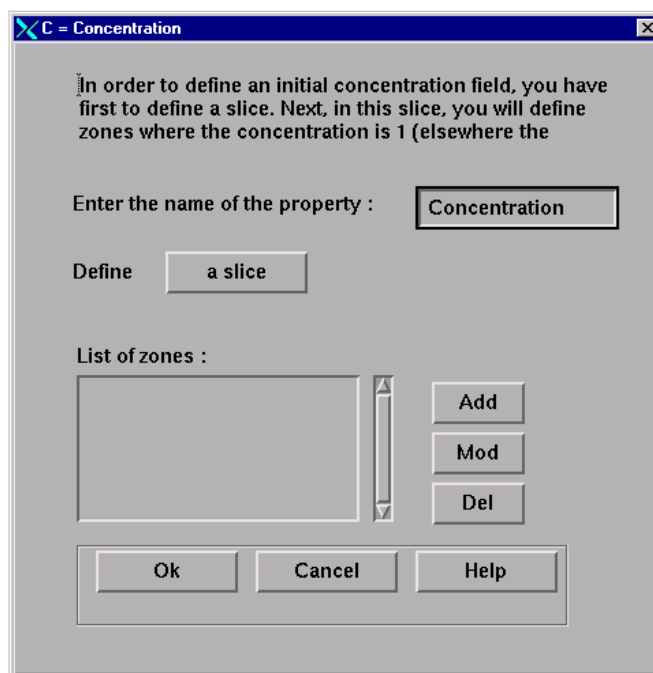 C = Concentration
In order to define an initial concentration field, you have
first to define a slice. Next, in this slice, you will define
zones where the concentration is 1 (elsewhere the
Enter the name of the property : Concentration
Define a slice
List of zones :
Add
Mod
Del
Ok Cancel Help